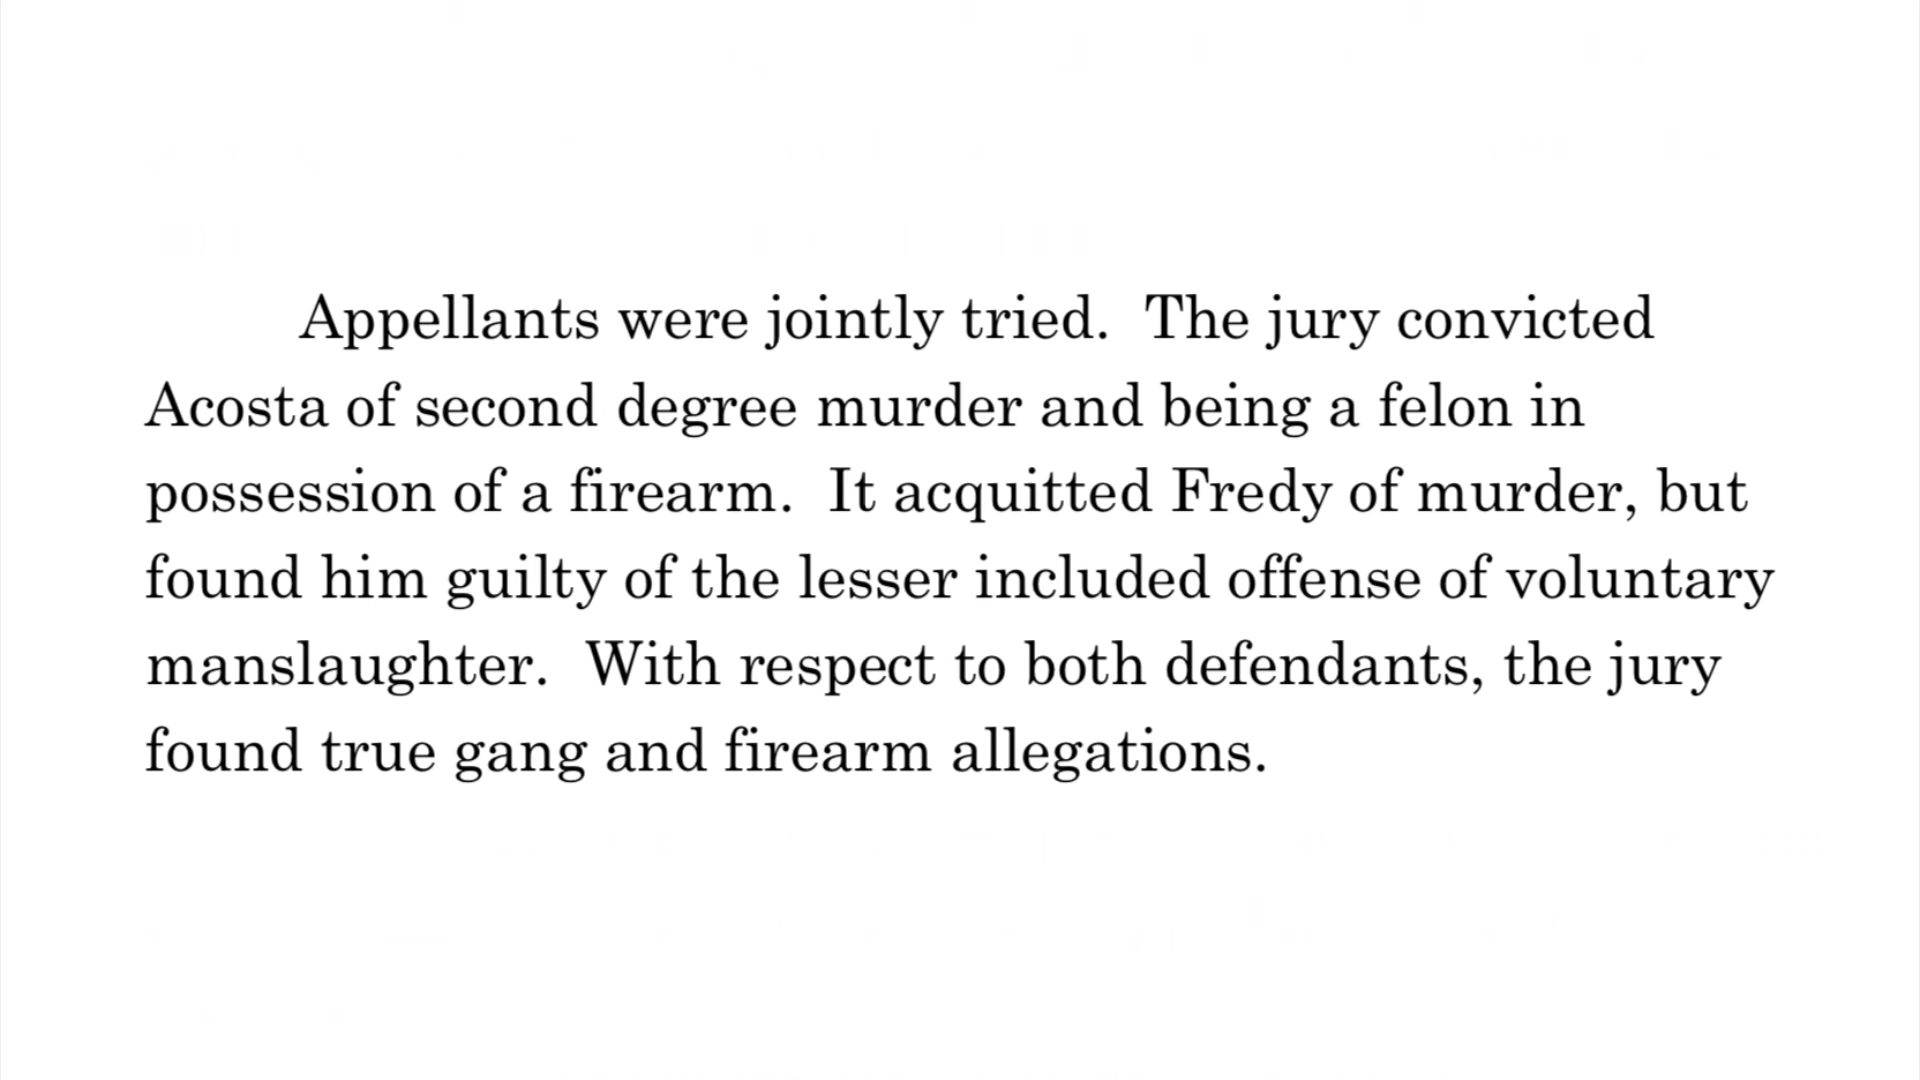 Appellants were jointly tried.  The jury convicted
Acosta of second degree murder and being a felon in
possession of a firearm.  It acquitted Fredy of murder, but
found him guilty of the lesser included offense of voluntary
manslaughter.  With respect to both defendants, the jury
found true gang and firearm allegations.